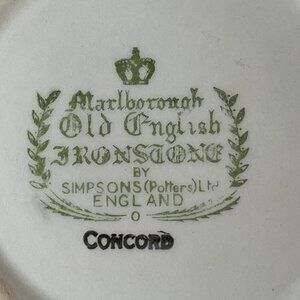 Marlborough
Old English
IRONSTONE
BY
SIMPSONS (Potters) Ltd
ENGLAND
O
CONCORD